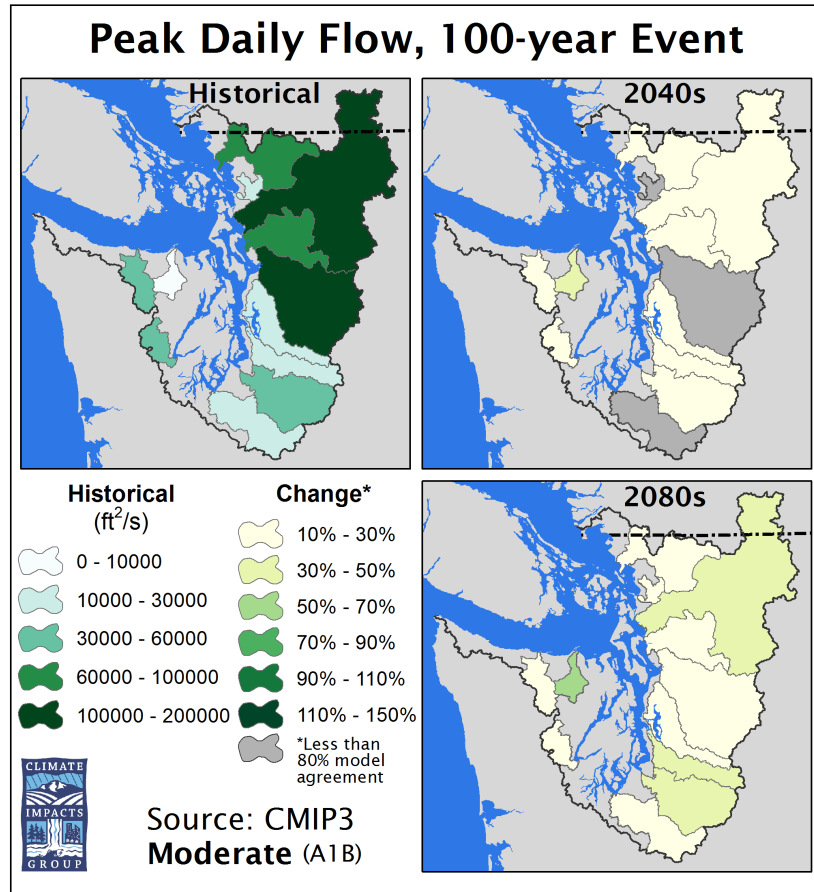 Peak Daily Flow, 100-year Event
Historical
2040s
Historical
(ft²/s)
0 - 10000
10000 - 30000
30000 - 60000
60000 - 100000
100000 - 200000
Change*
10% - 30%
30% - 50%
50% - 70%
70% - 90%
90% - 110%
110% - 150%
*Less than
80% model
agreement
2080s
CLIMATE
IMPACTS
GROUP
Source: CMIP3
Moderate (A1B)